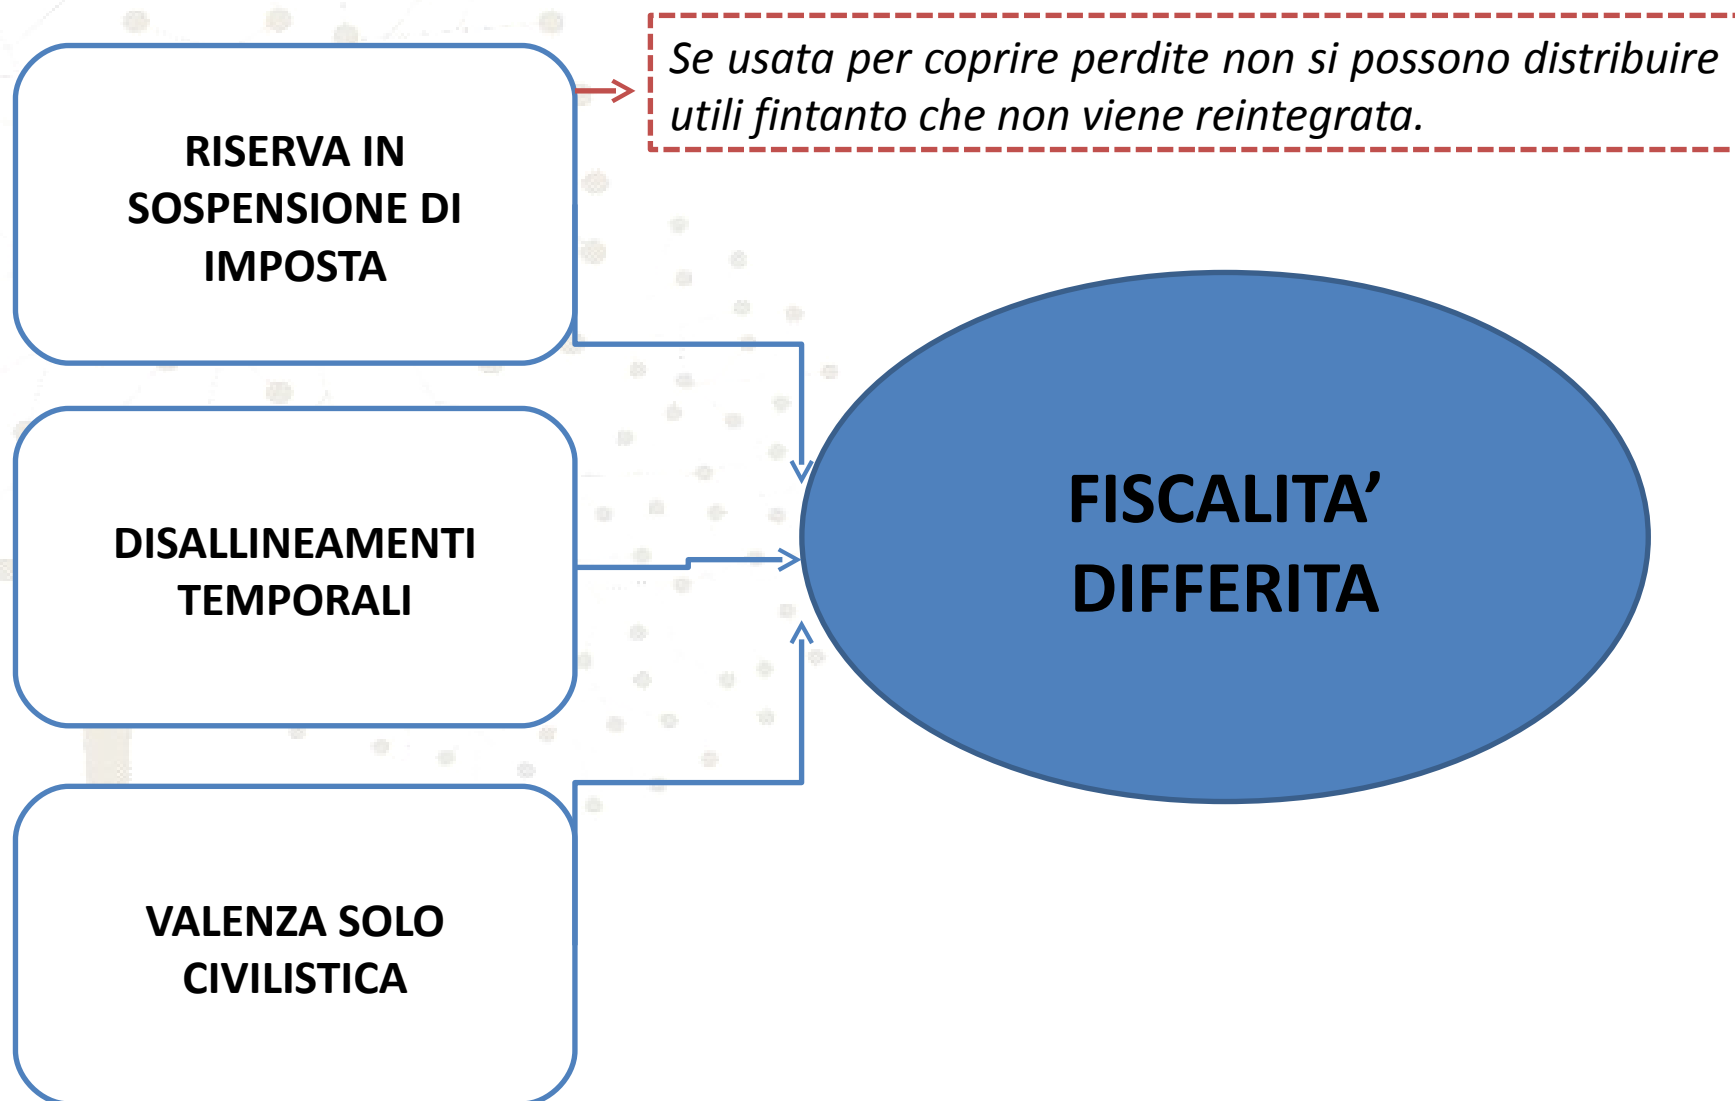 Se usata per coprire perdite non si possono distribuire
utili fintanto che non viene reintegrata.
RISERVA IN
SOSPENSIONE DI
IMPOSTA
DISALLINEAMENTI
TEMPORALI
VALENZA SOLO
CIVILISTICA
FISCALITA’
DIFFERITA